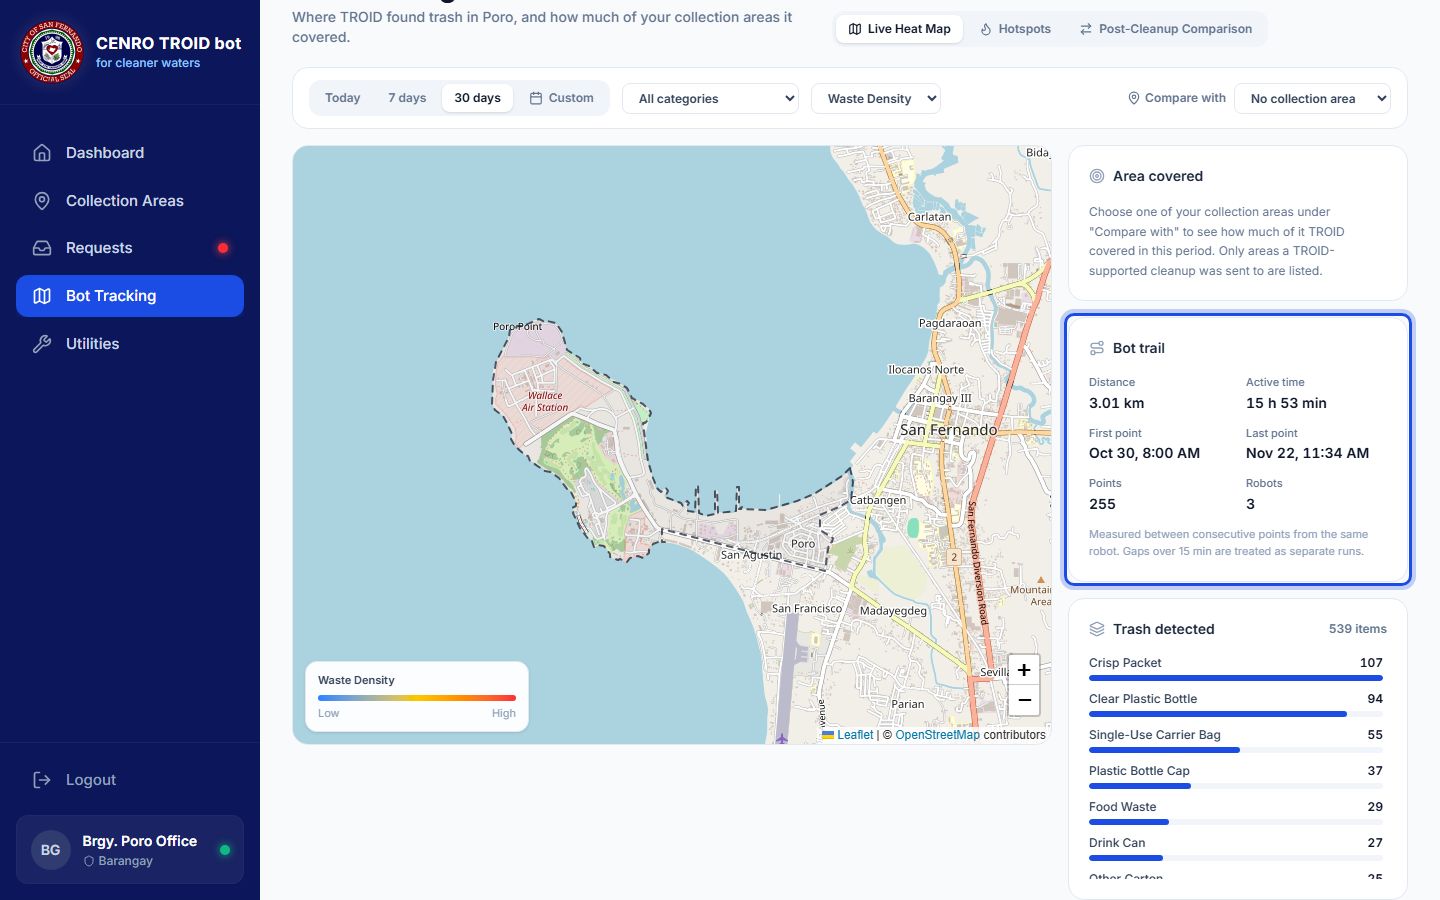 CITY OF SAN FERNANDO
OFFICIAL SEAL
CENRO TROID bot
for cleaner waters
Dashboard
Collection Areas
Requests
Bot Tracking
Utilities
Logout
BG
Brgy. Poro Office
Barangay
Where TROID found trash in Poro, and how much of your collection areas it
covered.
Live Heat Map
Hotspots
Post-Cleanup Comparison
Today
7 days
30 days
Custom
All categories
Waste Density
Compare with
No collection area
Carlatan
Pagdaraoan
Ilocanos Norte
Barangay III
San Fernando
Catbangen
Poro Point
Wallace
Air Station
San Agustin
Poro
San Fernando Diversion Road
2
San Francisco
Madayegdeg
Mountain
Area
Sevilla
Parian
venue
Waste Density
Low
High
+
−
Leaflet | © OpenStreetMap contributors
Area covered
Choose one of your collection areas under
"Compare with" to see how much of it TROID
covered in this period. Only areas a TROID-
supported cleanup was sent to are listed.
Bot trail
Distance
Active time
3.01 km
15 h 53 min
First point
Last point
Oct 30, 8:00 AM
Nov 22, 11:34 AM
Points
Robots
255
3
Measured between consecutive points from the same
robot. Gaps over 15 min are treated as separate runs.
Trash detected
539 items
Crisp Packet
107
Clear Plastic Bottle
94
Single-Use Carrier Bag
55
Plastic Bottle Cap
37
Food Waste
29
Drink Can
27
Other Carton
25